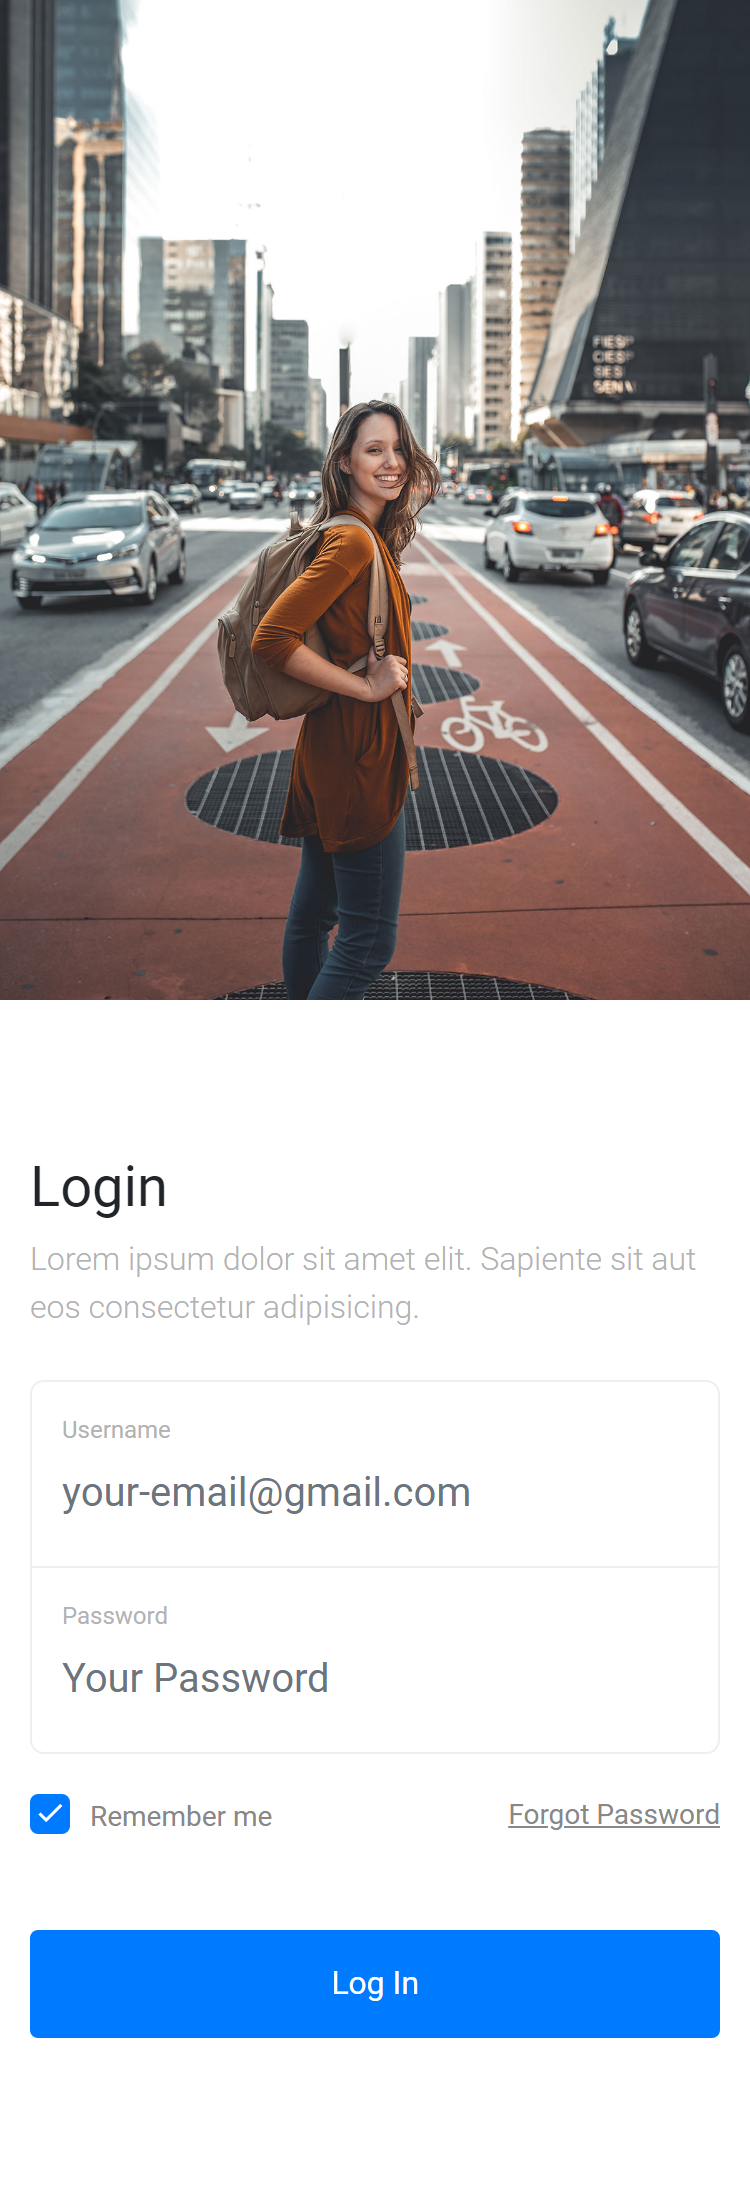 FIESP
CIESP
SESI
SENAI
Login
Lorem ipsum dolor sit amet elit. Sapiente sit aut
eos consectetur adipisicing.
Username
your-email@gmail.com
Password
Your Password
Remember me
Forgot Password
Log In